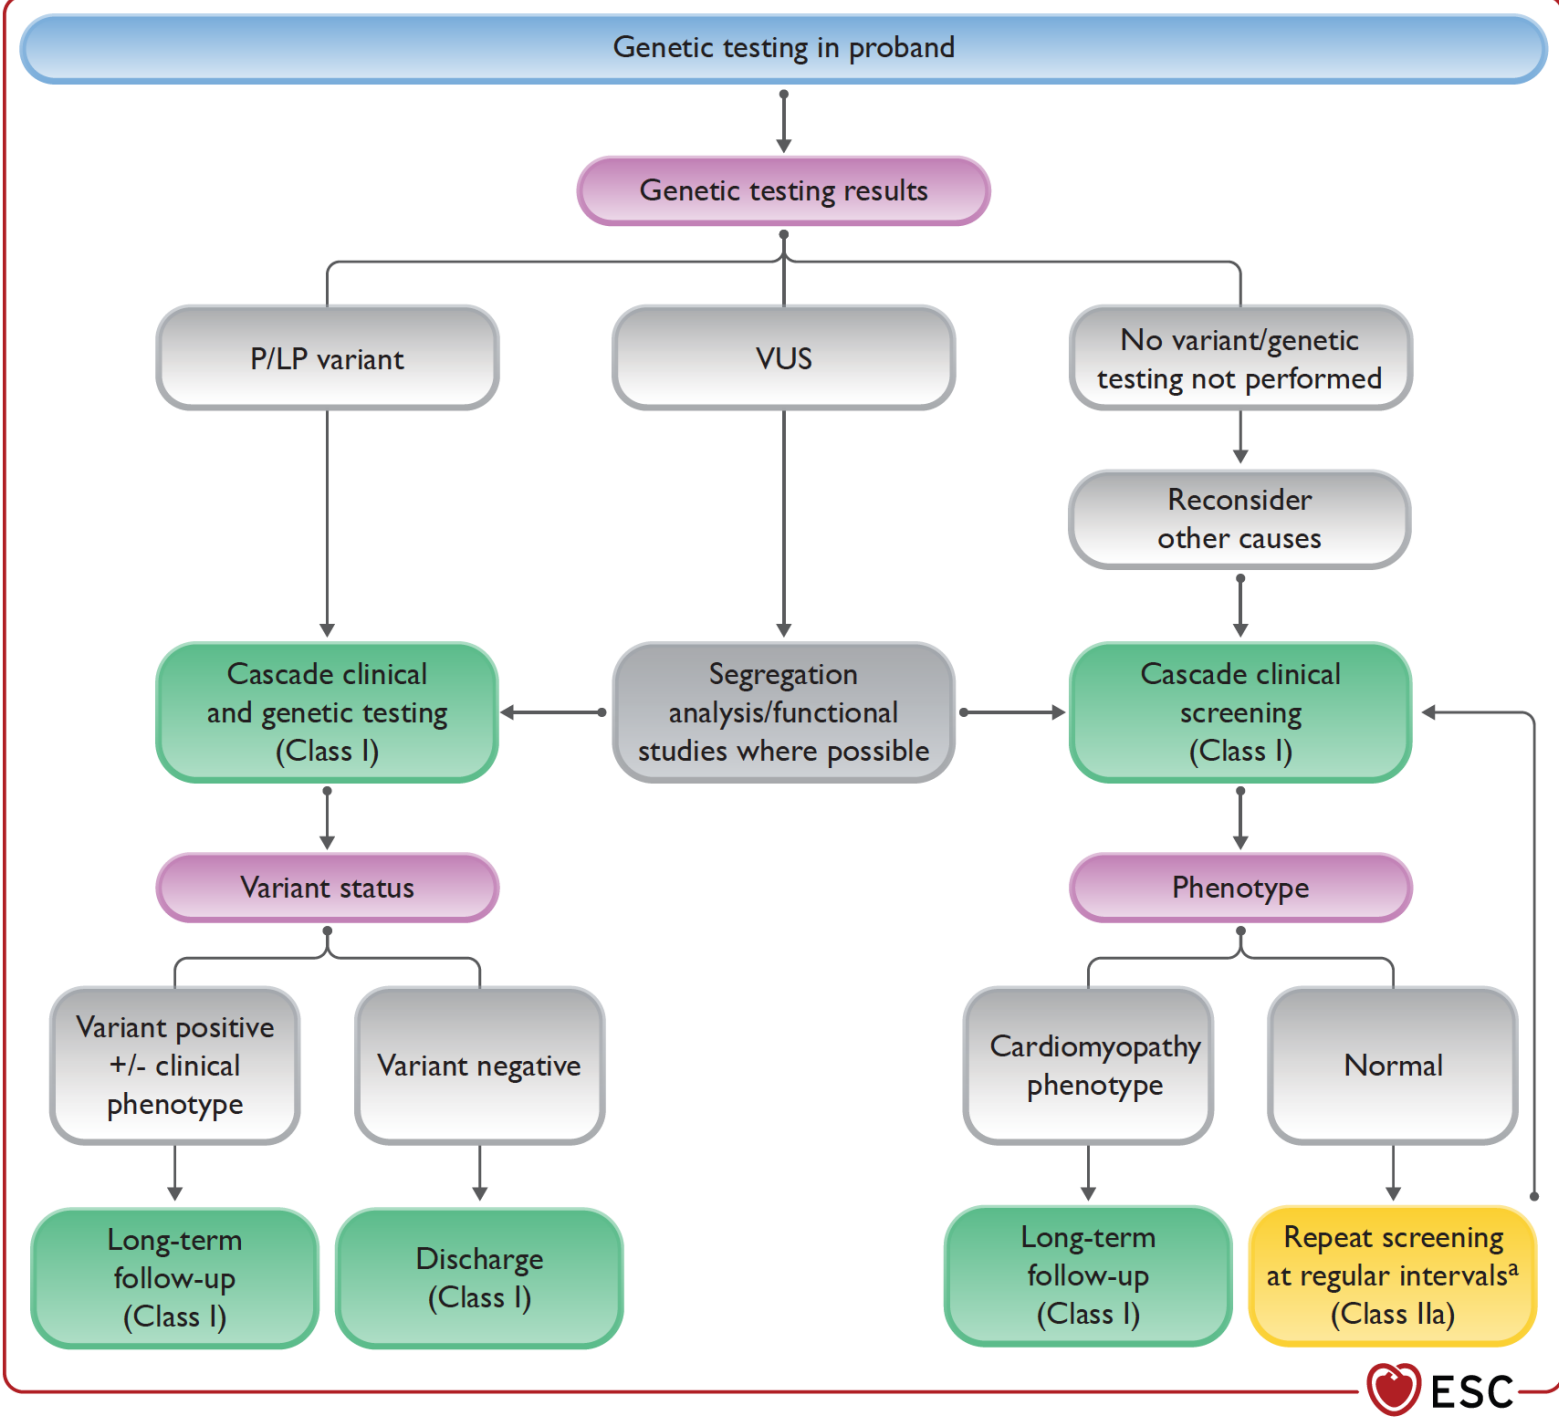 Genetic testing in proband
Genetic testing results
P/LP variant
VUS
No variant/genetic
testing not performed
Reconsider
other causes
Cascade clinical
and genetic testing
(Class I)
Segregation
analysis/functional
studies where possible
Cascade clinical
screening
(Class I)
Variant status
Phenotype
Variant positive
+/- clinical
phenotype
Variant negative
Cardiomyopathy
phenotype
Normal
Long-term
follow-up
(Class I)
Discharge
(Class I)
Long-term
follow-up
(Class I)
Repeat screening
at regular intervalsᵃ
(Class IIa)
ESC